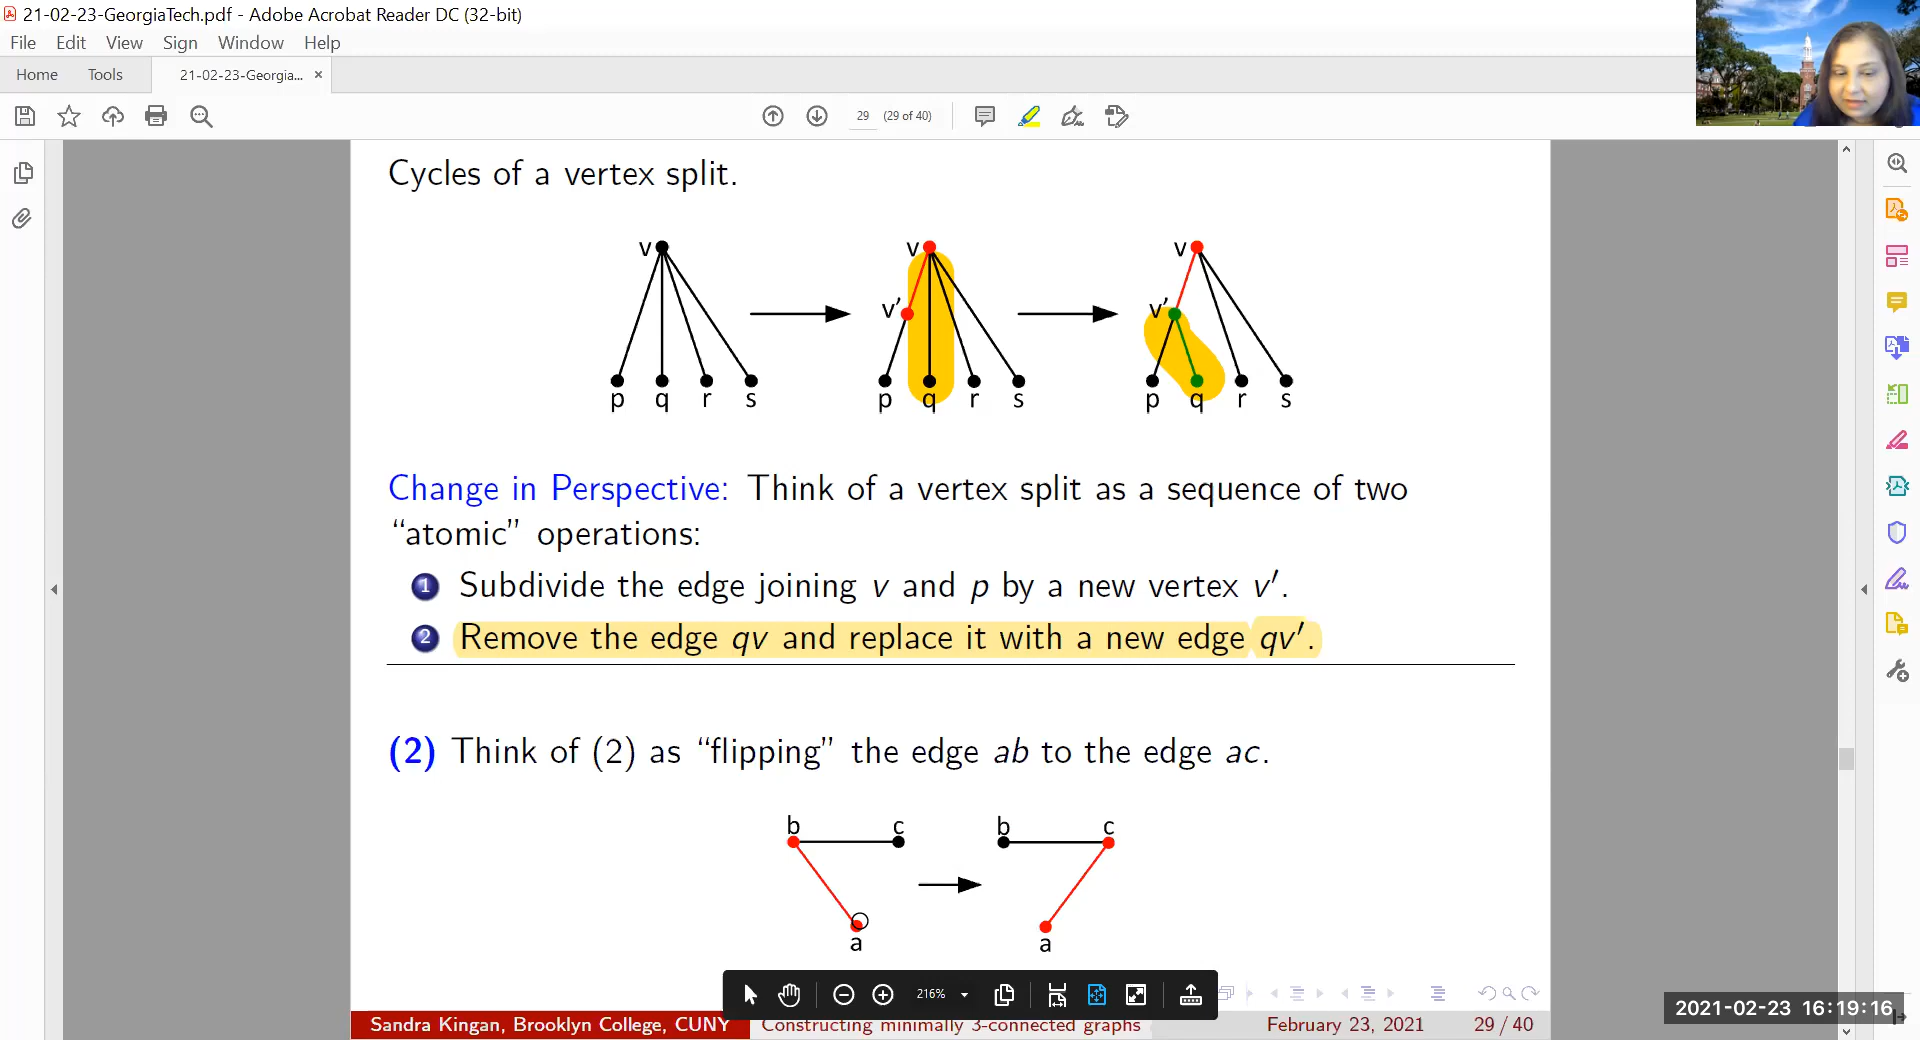 21-02-23-GeorgiaTech.pdf - Adobe Acrobat Reader DC (32-bit)
File Edit View Sign Window Help
Home Tools 21-02-23-Georgia... ×
29 (29 of 40)
Cycles of a vertex split.
v v v
v' v'
p q r s p q r s p q r s
Change in Perspective: Think of a vertex split as a sequence of two
“atomic” operations:
1 Subdivide the edge joining v and p by a new vertex v′.
2 Remove the edge qv and replace it with a new edge qv′.
(2) Think of (2) as “flipping” the edge ab to the edge ac.
b c b c
a a
216%
Sandra Kingan, Brooklyn College, CUNY Constructing minimally 3-connected graphs February 23, 2021 29 / 40
2021-02-23 16:19:16